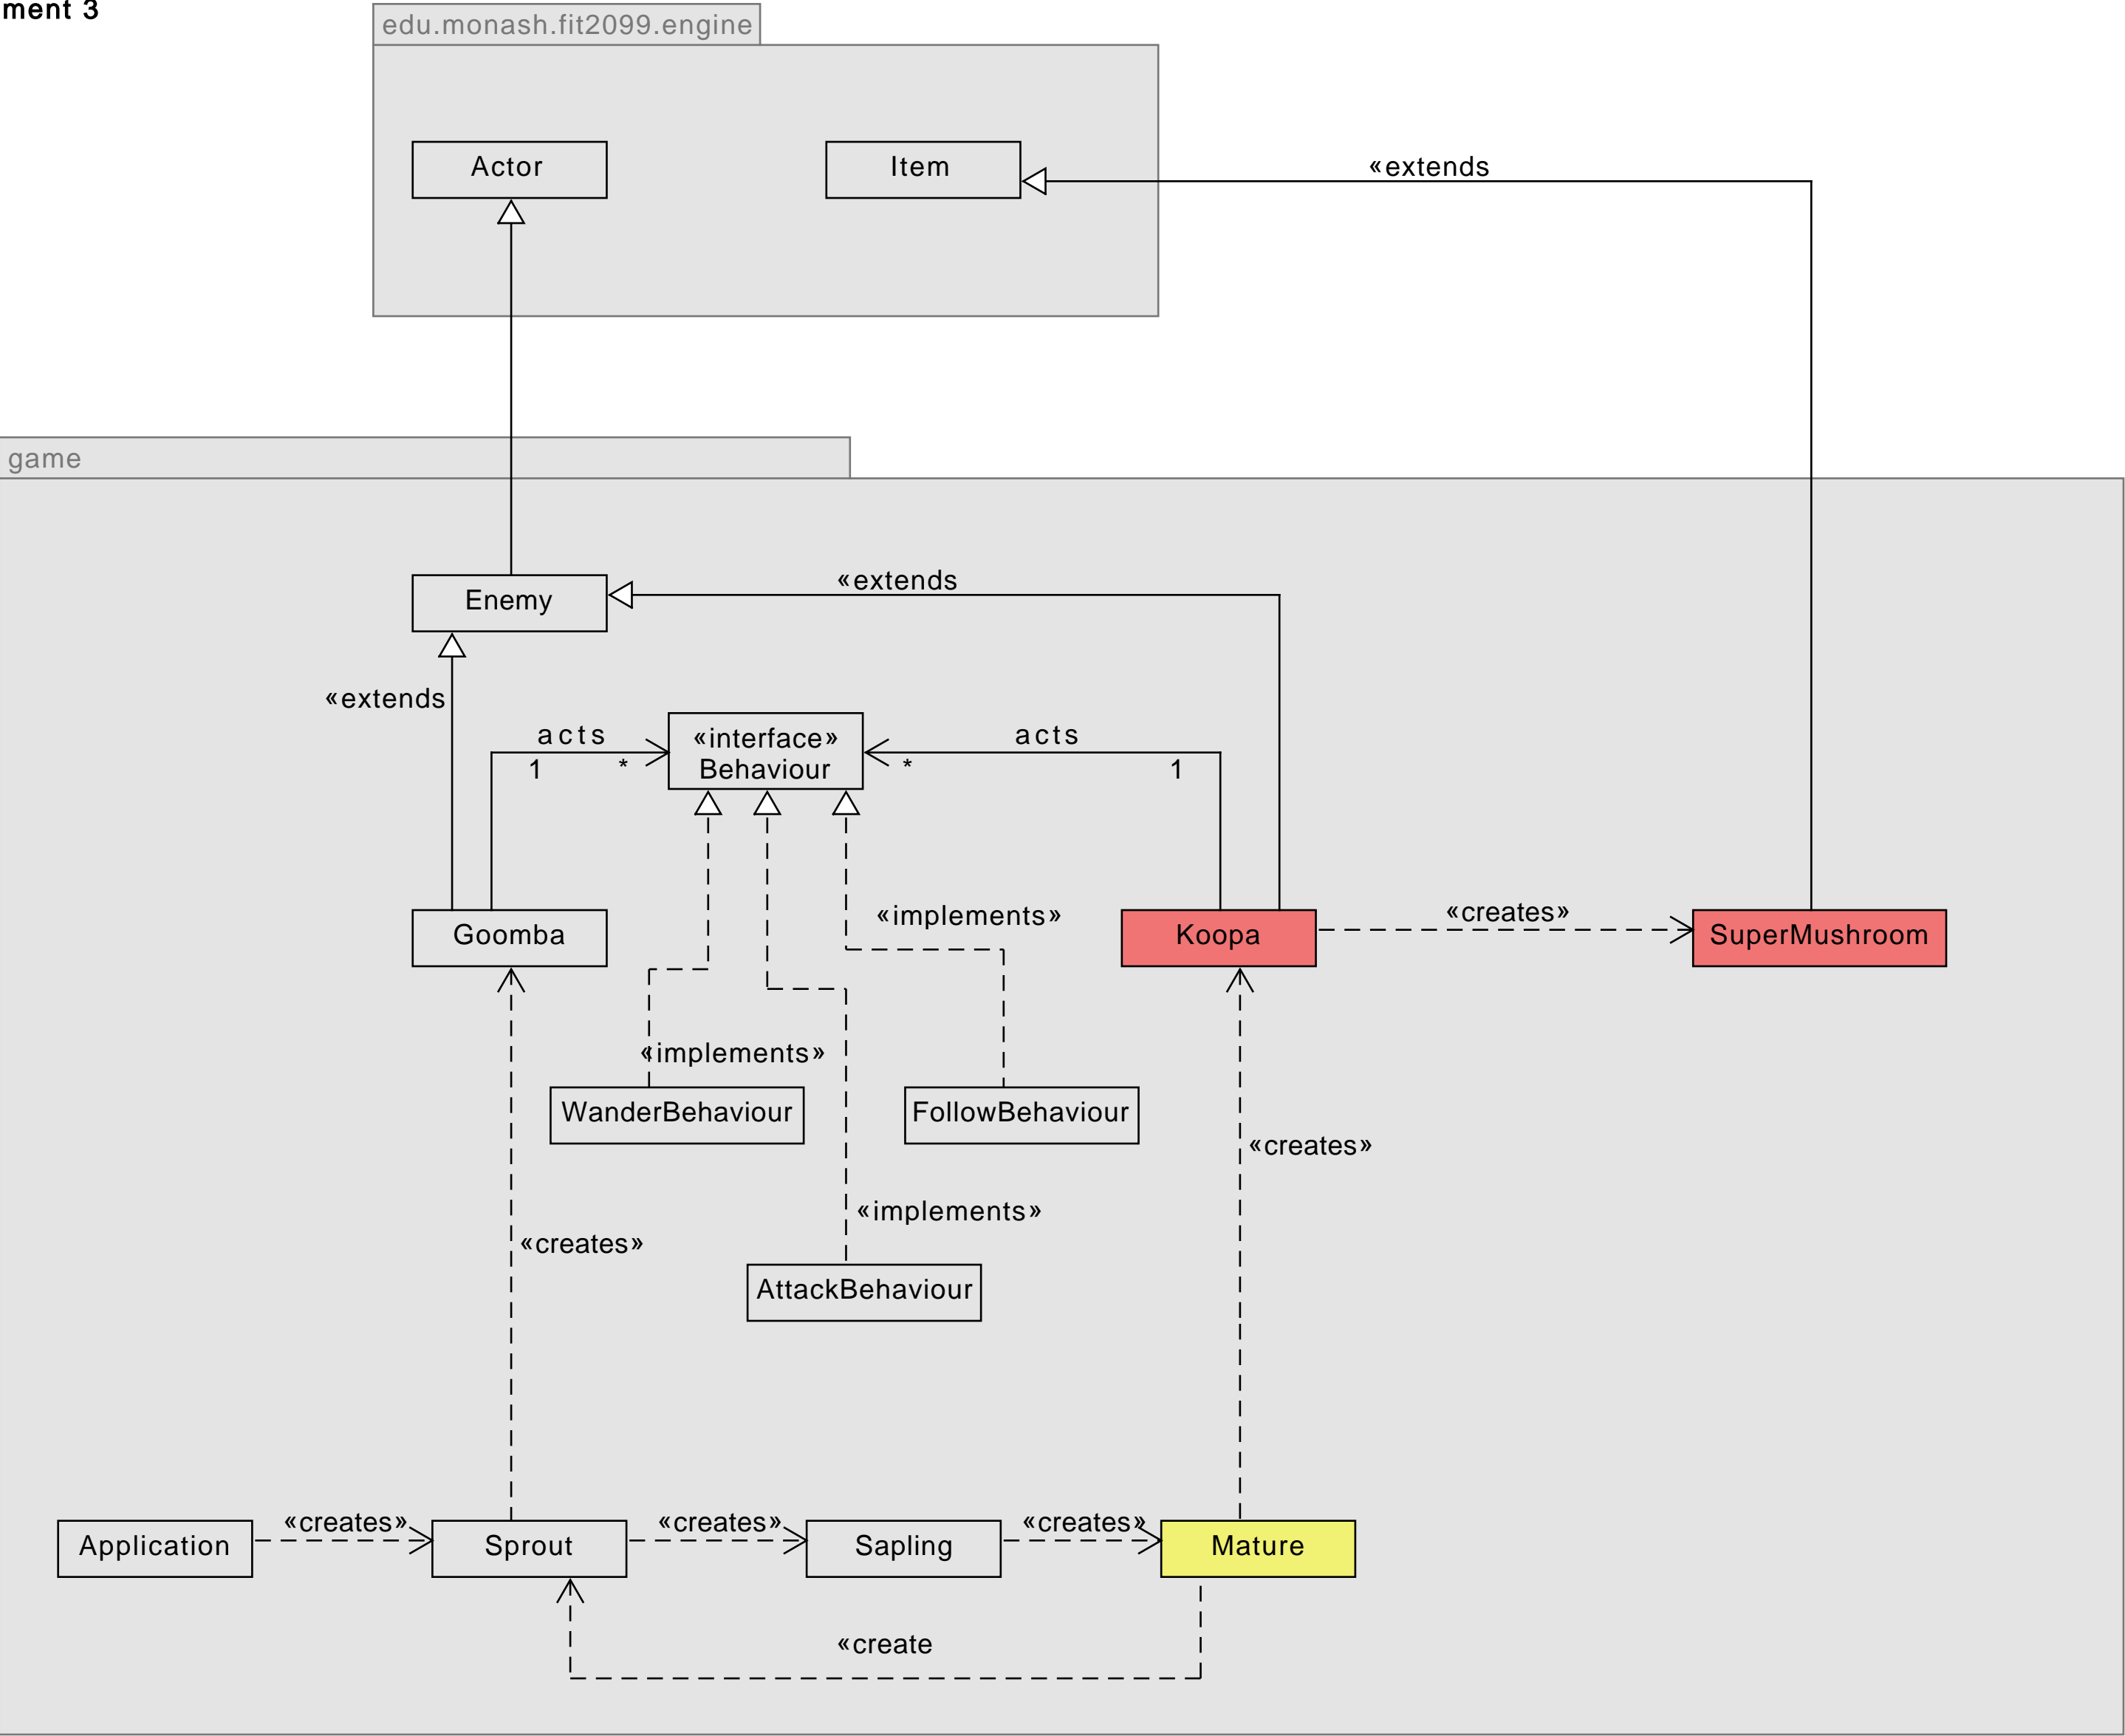 ment 3
edu.monash.fit2099.engine
Actor
Item
«extends
game
Enemy
«extends
«extends
acts
1
*
«interface»
Behaviour
acts
*
1
Goomba
«implements»
Koopa
«creates»
SuperMushroom
«implements»
WanderBehaviour
FollowBehaviour
«creates»
«implements»
«creates»
AttackBehaviour
Application
«creates»
Sprout
«creates»
Sapling
«creates»
Mature
«create